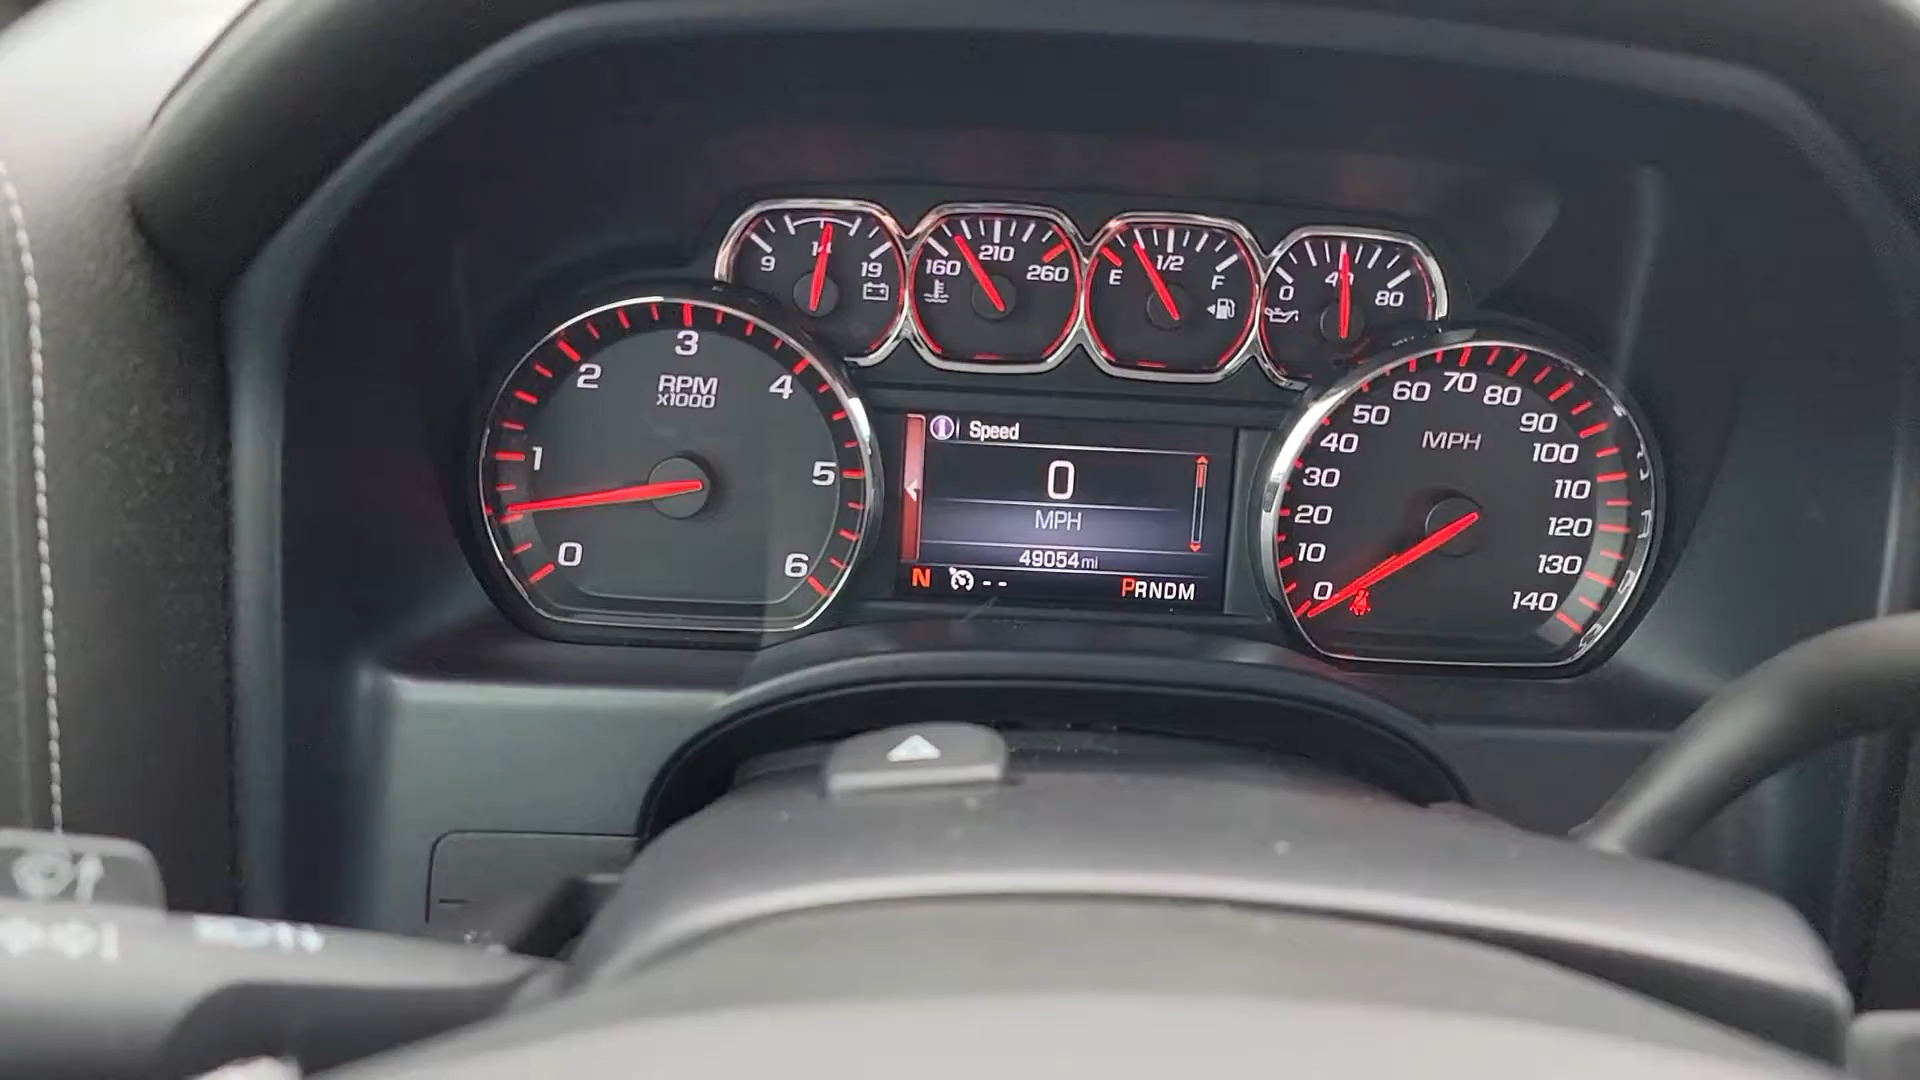 9 14 19
160 210 260
E 1/2 F
0 40 80
0 1 2 3 4 5 6
RPM
x1000
Speed
0
MPH
49054mi
N -- PRNDM
0 10 20 30 40 50 60 70 80 90 100 110 120 130 140
MPH